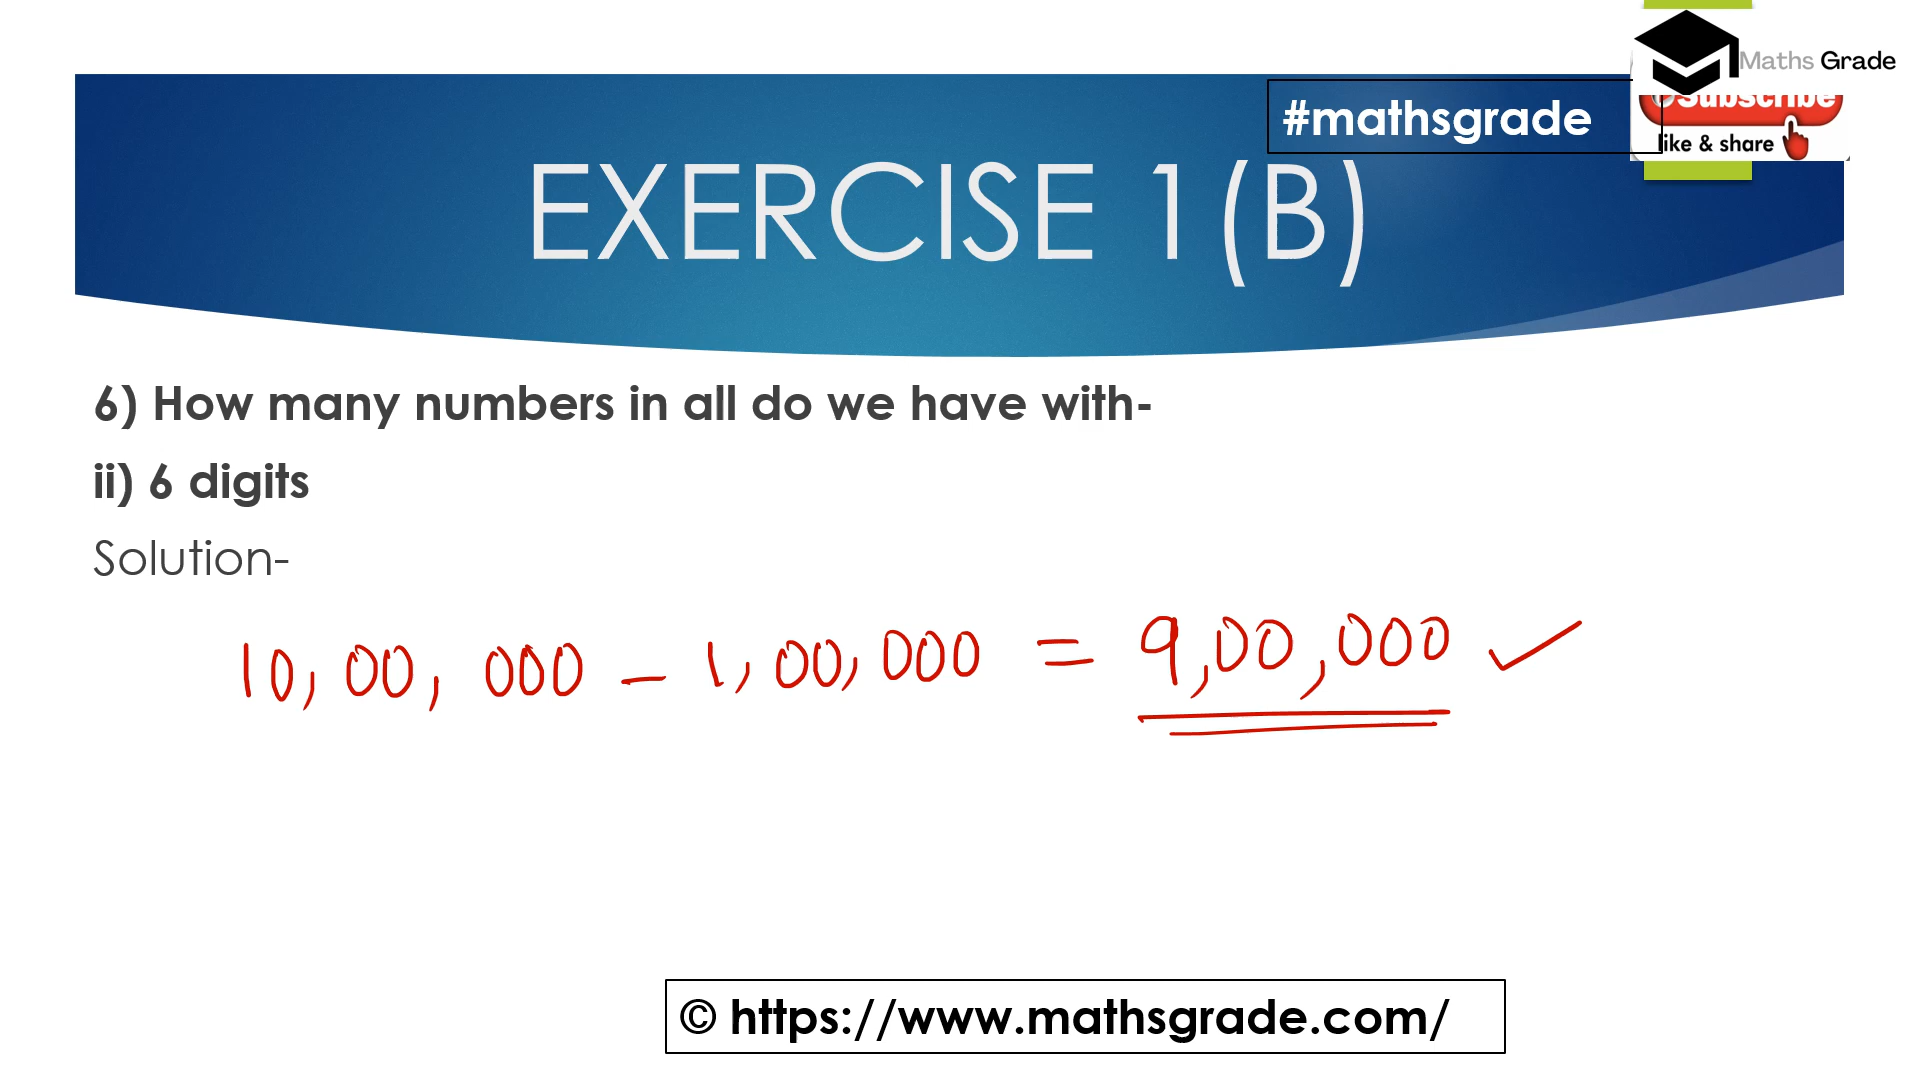 Maths Grade
Subscribe
#mathsgrade
like & share
EXERCISE 1(B)
6) How many numbers in all do we have with-
ii) 6 digits
Solution-
10,00,000 - 1,00,000 = 9,00,000 ✓
© https://www.mathsgrade.com/